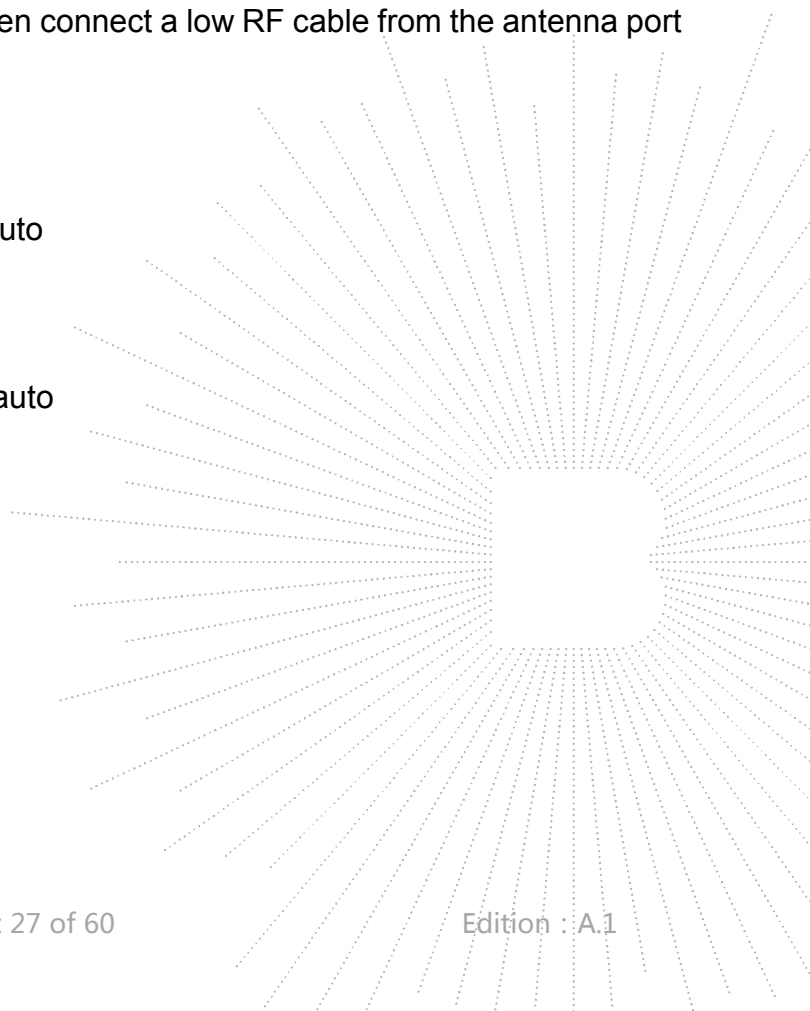 en connect a low RF cable from the antenna port
uto
auto
: 27 of 60 Edition : A.1